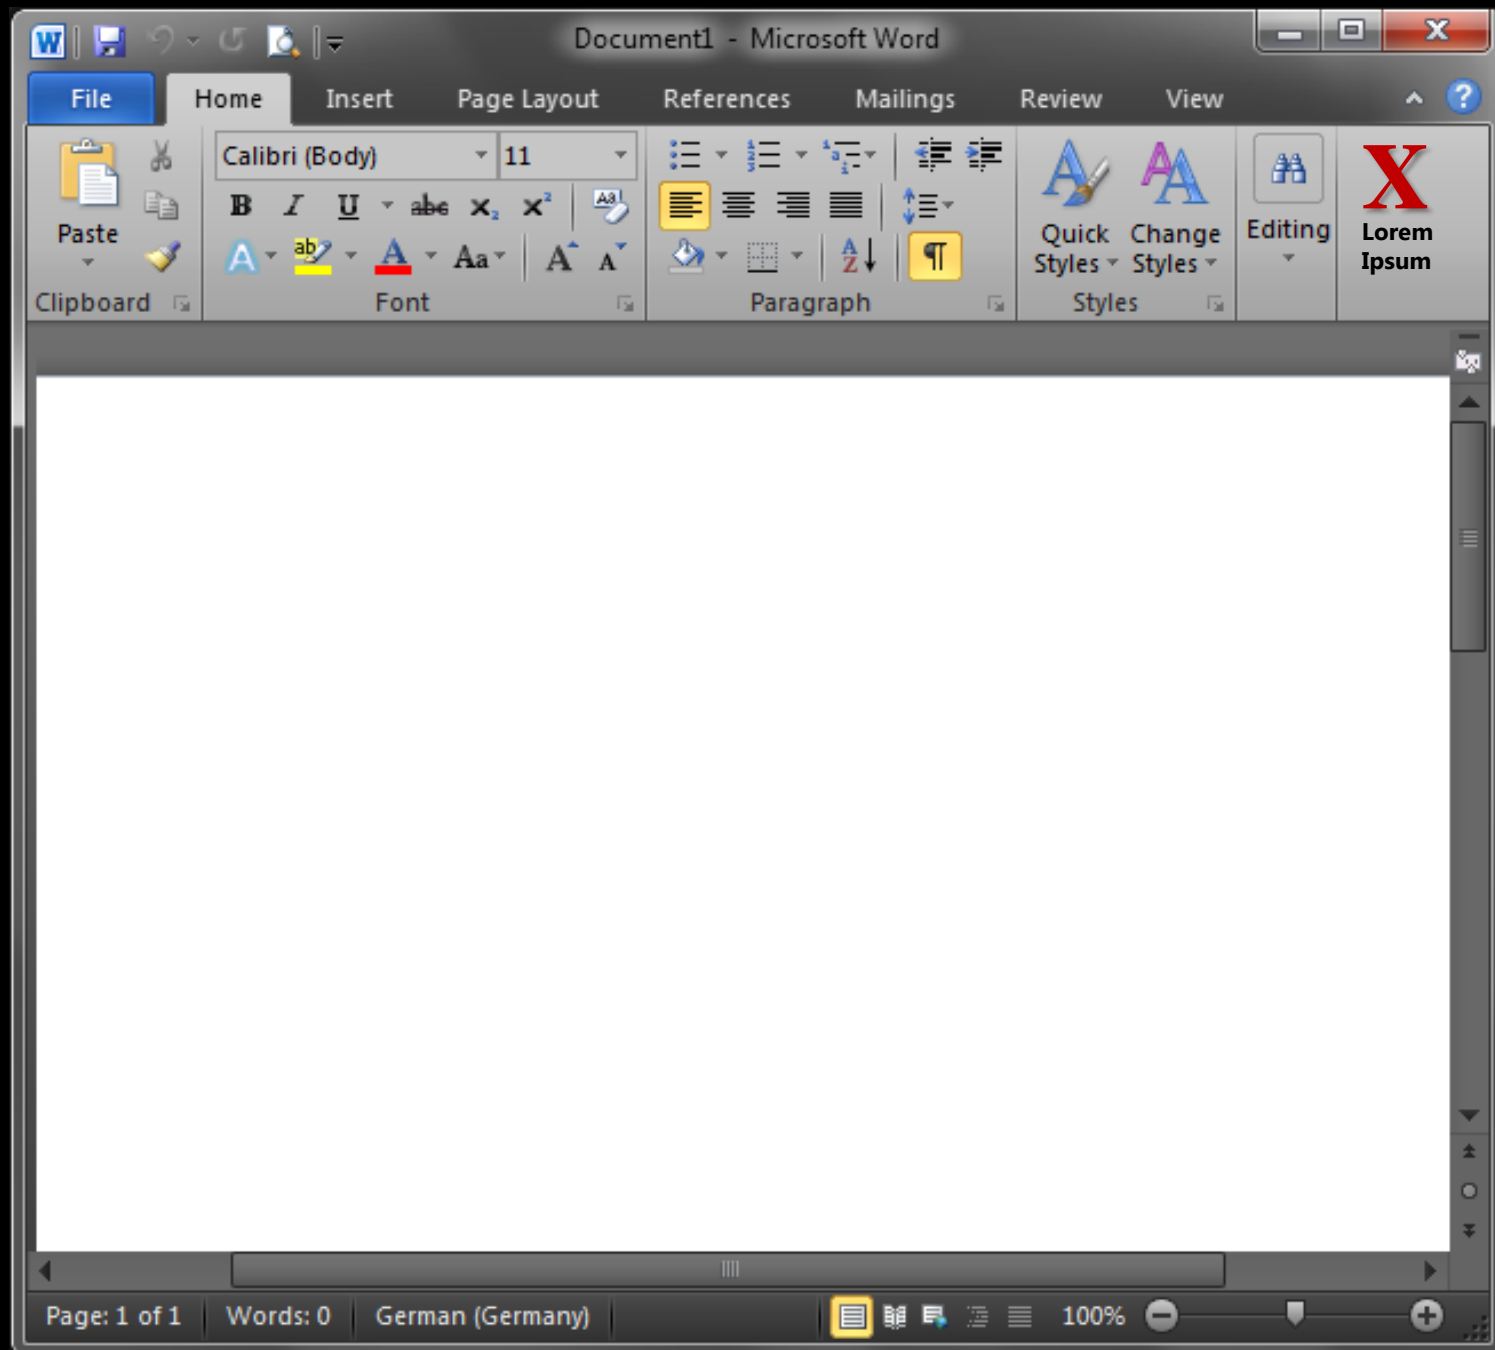 Document1 - Microsoft Word
File Home Insert Page Layout References Mailings Review View
Calibri (Body) 11
Paste
B I U abc x₂ x²
Aa A A
Clipboard Font Paragraph
Quick Styles
Change Styles
Styles
Editing
X
Lorem
Ipsum
Page: 1 of 1 Words: 0 German (Germany) 100%